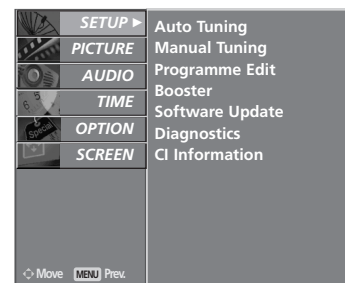 SETUP ►
PICTURE
AUDIO
TIME
OPTION
SCREEN
Auto Tuning
Manual Tuning
Programme Edit
Booster
Software Update
Diagnostics
CI Information
Move MENU Prev.